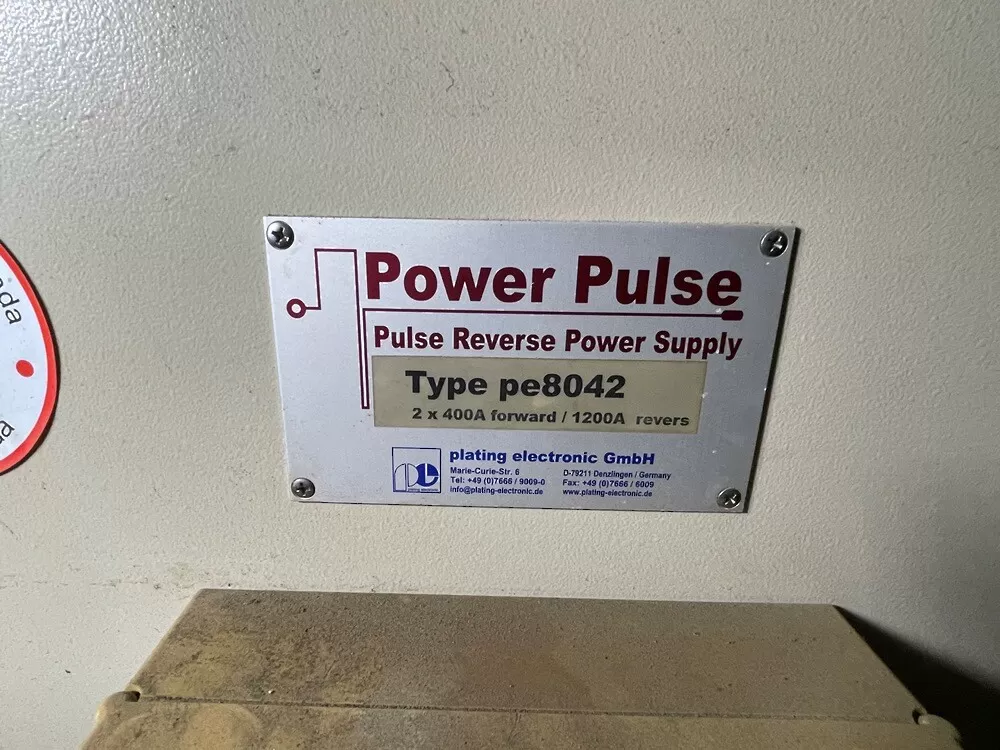 Power Pulse
Pulse Reverse Power Supply
Type pe8042
2 x 400A forward / 1200A revers
plating electronic GmbH
Marie-Curie-Str. 6 D-79211 Denzlingen / Germany
Tel: +49 (0)7666 / 9009-0 Fax: +49 (0)7666 / 6009
info@plating-electronic.de www.plating-electronic.de
plating electronic